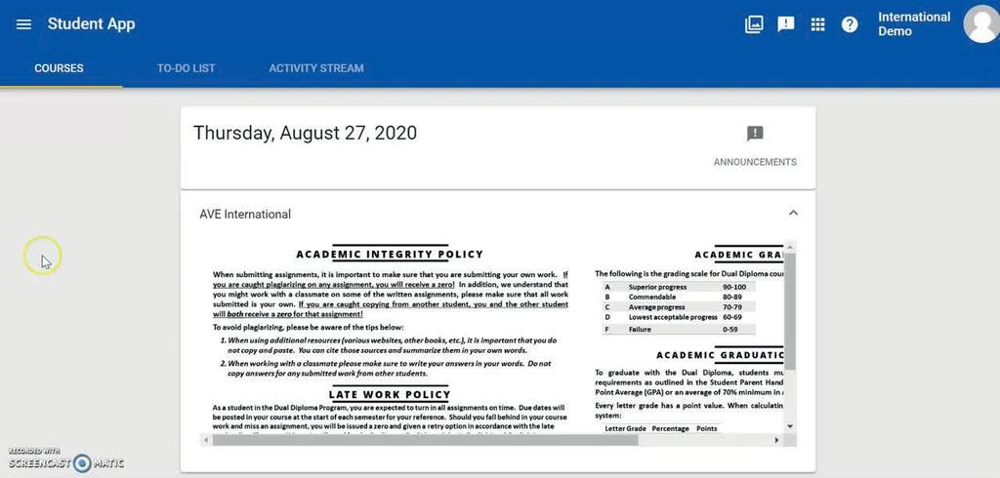 Student App
International
Demo
COURSES
TO-DO LIST
ACTIVITY STREAM
Thursday, August 27, 2020
ANNOUNCEMENTS
AVE International
ACADEMIC INTEGRITY POLICY
When submitting assignments, it is important to make sure that you are submitting your own work. If
you are caught plagiarizing on any assignment, you will receive a zero! In addition, we understand that
you might work with a classmate on some of the written assignments, please make sure that all work
submitted is your own. If you are caught copying from another student, you and the other student
will both receive a zero for that assignment!
To avoid plagiarizing, please be aware of the tips below:
1. When using additional resources (various websites, other books, etc.), it is important that you do
not copy and paste. You can cite those sources and summarize them in your own words.
2. When working with a classmate please make sure to write your answers in your words. Do not
copy answers for any submitted work from other students.
LATE WORK POLICY
As a student in the Dual Diploma Program, you are expected to turn in all assignments on time. Due dates will
be posted in your course at the start of each semester for your reference. Should you fall behind in your course
work and miss an assignment, you will be issued a zero and given a retry option in accordance with the late
ACADEMIC GRA
The following is the grading scale for Dual Diploma cou
A Superior progress 90-100
B Commendable 80-89
C Average progress 70-79
D Lowest acceptable progress 60-69
F Failure 0-59
ACADEMIC GRADUATIO
To graduate with the Dual Diploma, students mu
requirements as outlined in the Student Parent Hand
Point Average (GPA) or an average of 70% minimum in
Every letter grade has a point value. When calculatin
system:
Letter Grade Percentage Points
RECORDED WITH
SCREENCAST MATIC